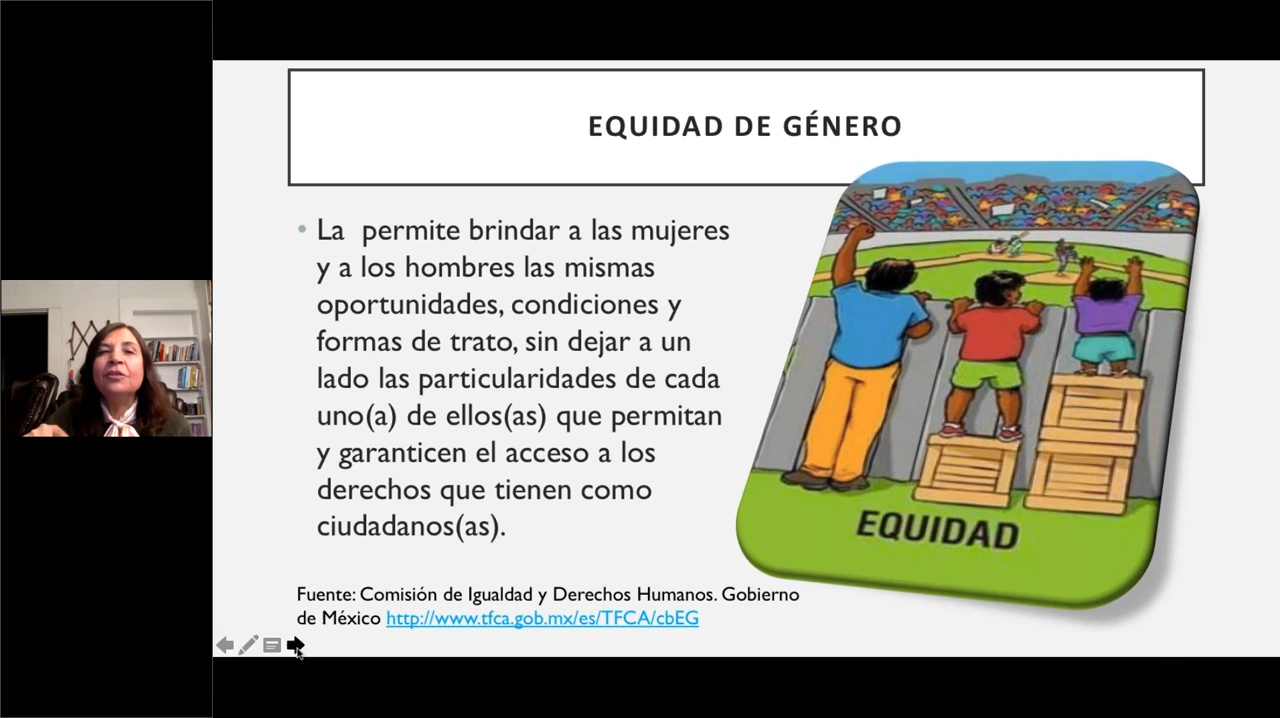 EQUIDAD DE GÉNERO
• La  permite brindar a las mujeres
y a los hombres las mismas
oportunidades, condiciones y
formas de trato, sin dejar a un
lado las particularidades de cada
uno(a) de ellos(as) que permitan
y garanticen el acceso a los
derechos que tienen como
ciudadanos(as).
EQUIDAD
Fuente: Comisión de Igualdad y Derechos Humanos. Gobierno
de México http://www.tfca.gob.mx/es/TFCA/cbEG